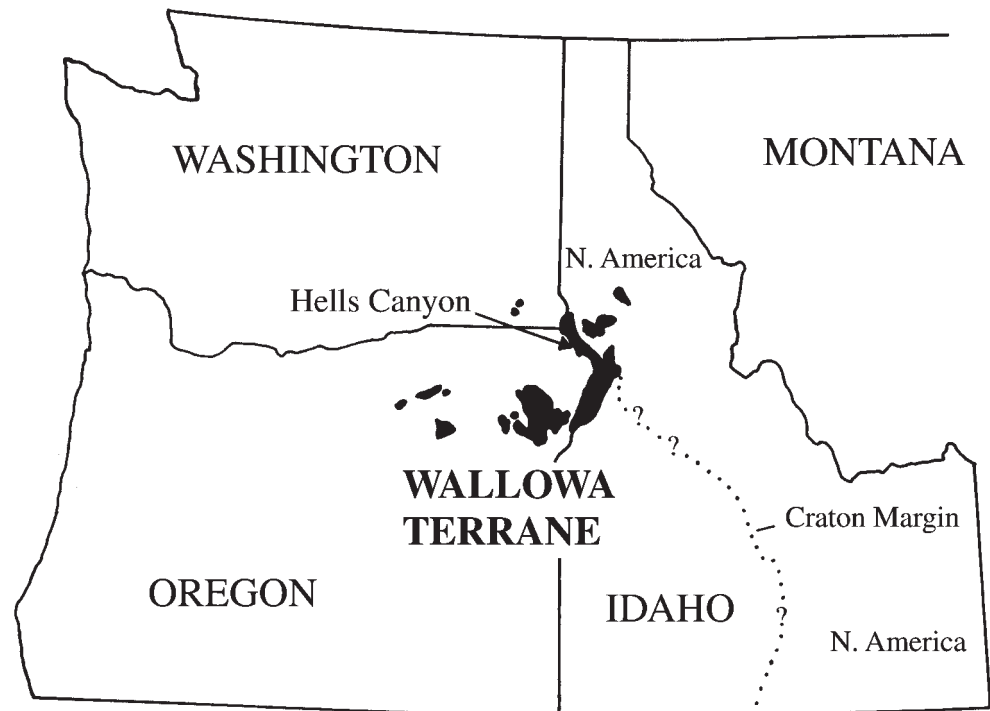 WASHINGTON
MONTANA
N. America
Hells Canyon
?
?
WALLOWA
TERRANE
Craton Margin
OREGON
IDAHO
?
N. America